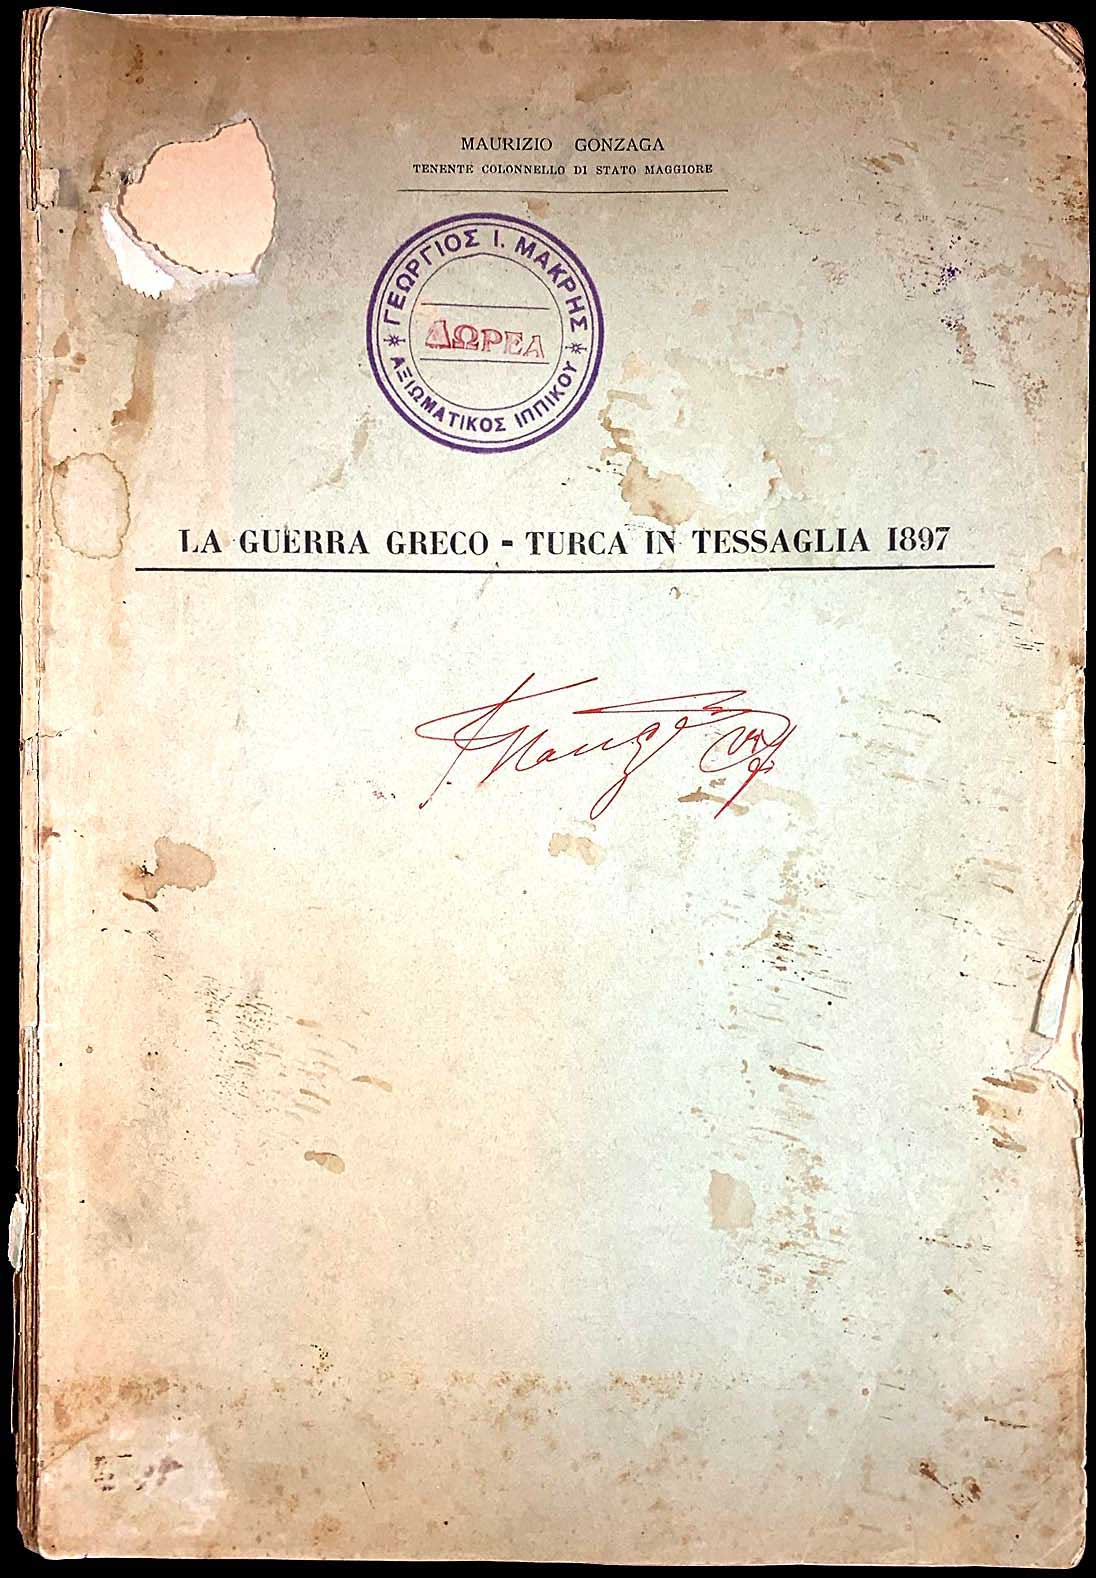 MAURIZIO GONZAGA
TENENTE COLONNELLO DI STATO MAGGIORE
ΓΕΩΡΓΙΟΣ Ι. ΜΑΚΡΗΣ
ΔΩΡΕΑ
ΑΞΙΩΜΑΤΙΚΟΣ ΙΠΠΙΚΟΥ
LA GUERRA GRECO - TURCA IN TESSAGLIA 1897